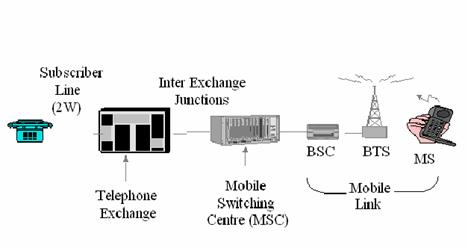 Subscriber
Line
(2W)
Inter Exchange
Junctions
BSC
BTS
MS
Telephone
Exchange
Mobile
Switching
Centre (MSC)
Mobile
Link